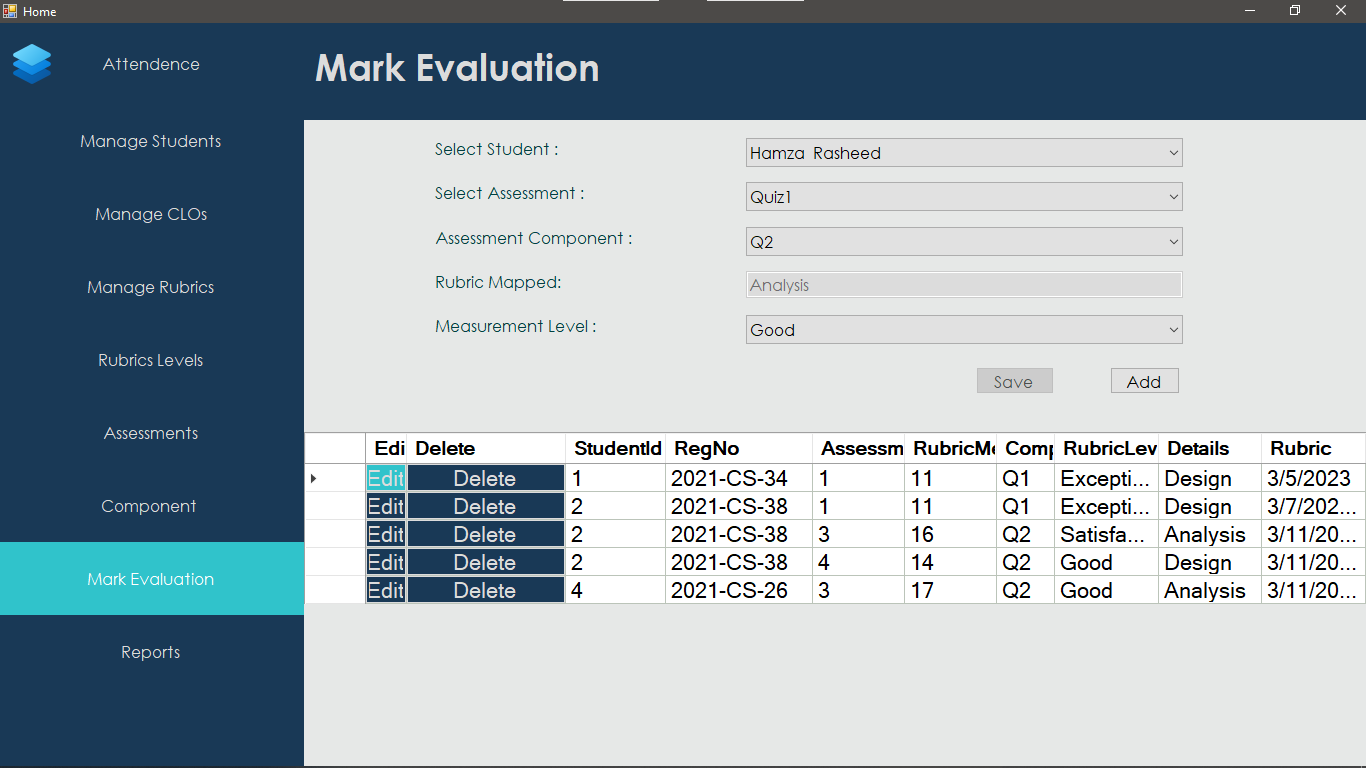 Home
Attendence
Mark Evaluation
Manage Students
Manage CLOs
Manage Rubrics
Rubrics Levels
Assessments
Component
Mark Evaluation
Reports
Select Student : Hamza Rasheed
Select Assessment : Quiz1
Assessment Component : Q2
Rubric Mapped: Analysis
Measurement Level : Good
Save Add
Edi Delete StudentId RegNo Assessm RubricMe Comp RubricLev Details Rubric
Edit Delete 1 2021-CS-34 1 11 Q1 Excepti... Design 3/5/2023
Edit Delete 2 2021-CS-38 1 11 Q1 Excepti... Design 3/7/202...
Edit Delete 2 2021-CS-38 3 16 Q2 Satisfa... Analysis 3/11/20...
Edit Delete 2 2021-CS-38 4 14 Q2 Good Design 3/11/20...
Edit Delete 4 2021-CS-26 3 17 Q2 Good Analysis 3/11/20...